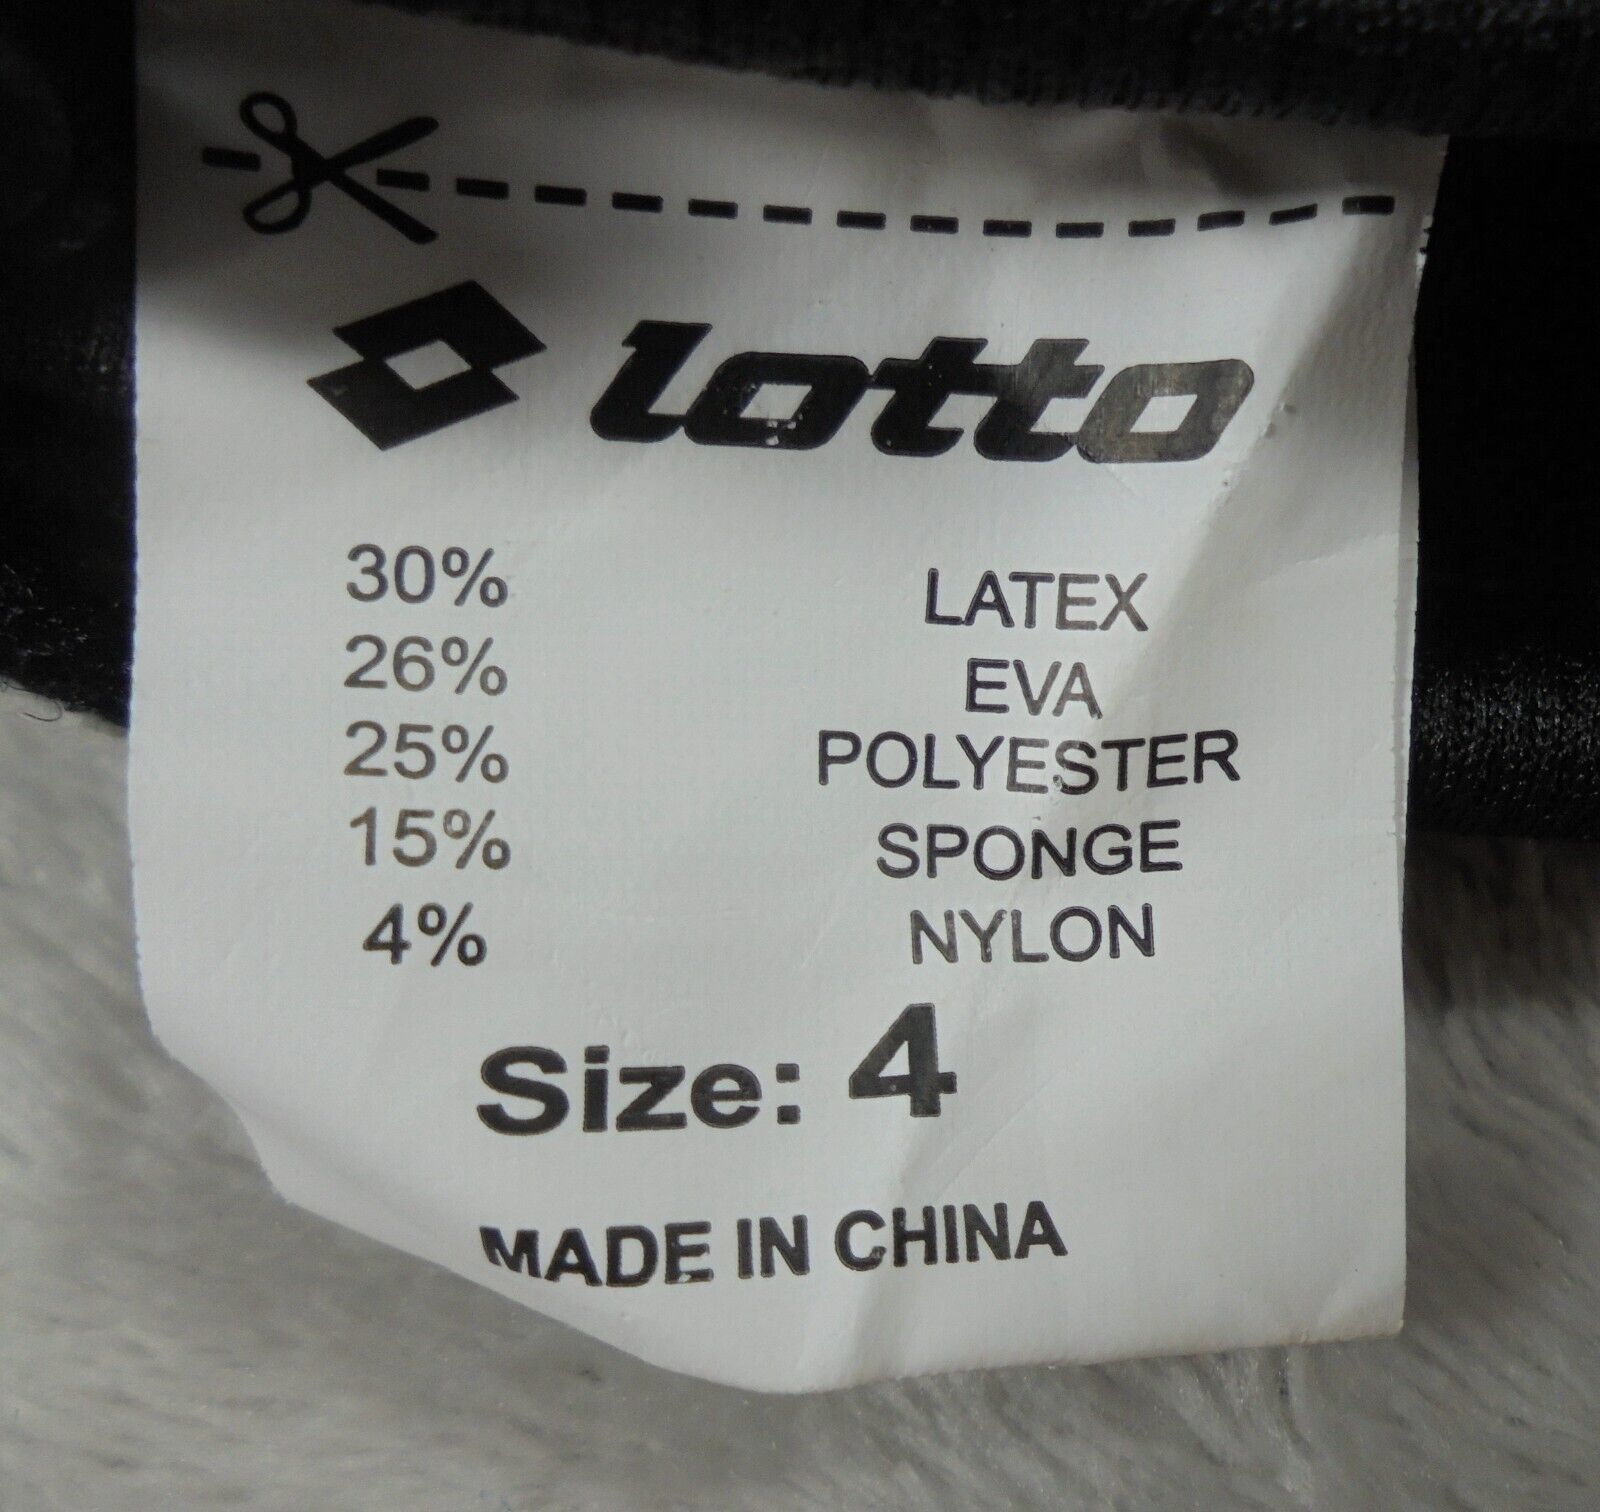 lotto
30% LATEX
26% EVA
25% POLYESTER
15% SPONGE
4% NYLON
Size: 4
MADE IN CHINA